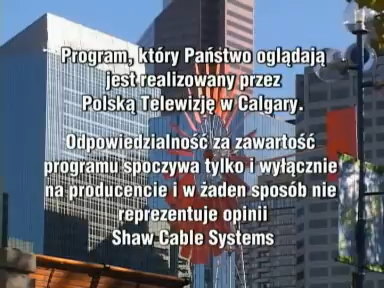 Program, który Państwo oglądają
jest realizowany przez
Polską Telewizję w Calgary.
Odpowiedzialność za zawartość
programu spoczywa tylko i wyłącznie
na producencie i w żaden sposób nie
reprezentuje opinii
Shaw Cable Systems